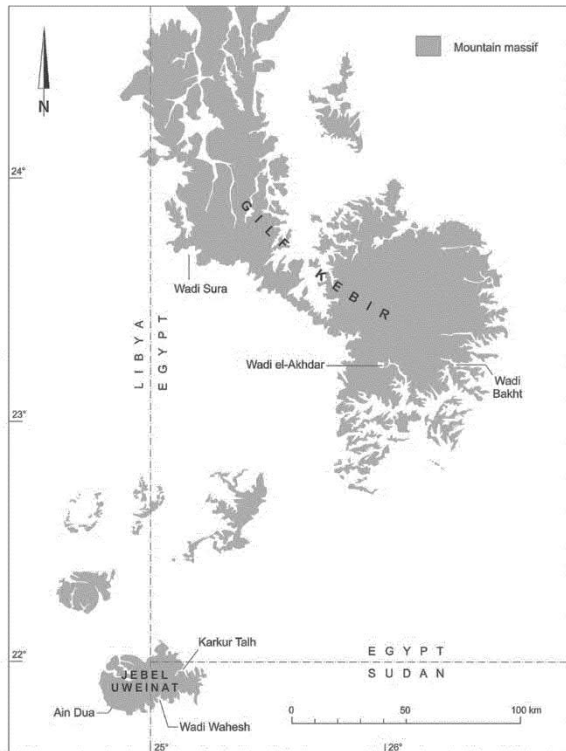 Mountain massif
N
24°
GILF KEBIR
Wadi Sura
LIBYA
EGYPT
Wadi el-Akhdar
Wadi
Bakht
23°
22°
Karkur Talh
EGYPT
SUDAN
JEBEL
UWEINAT
Ain Dua
Wadi Wahesh
0 50 100 km
25° 26°